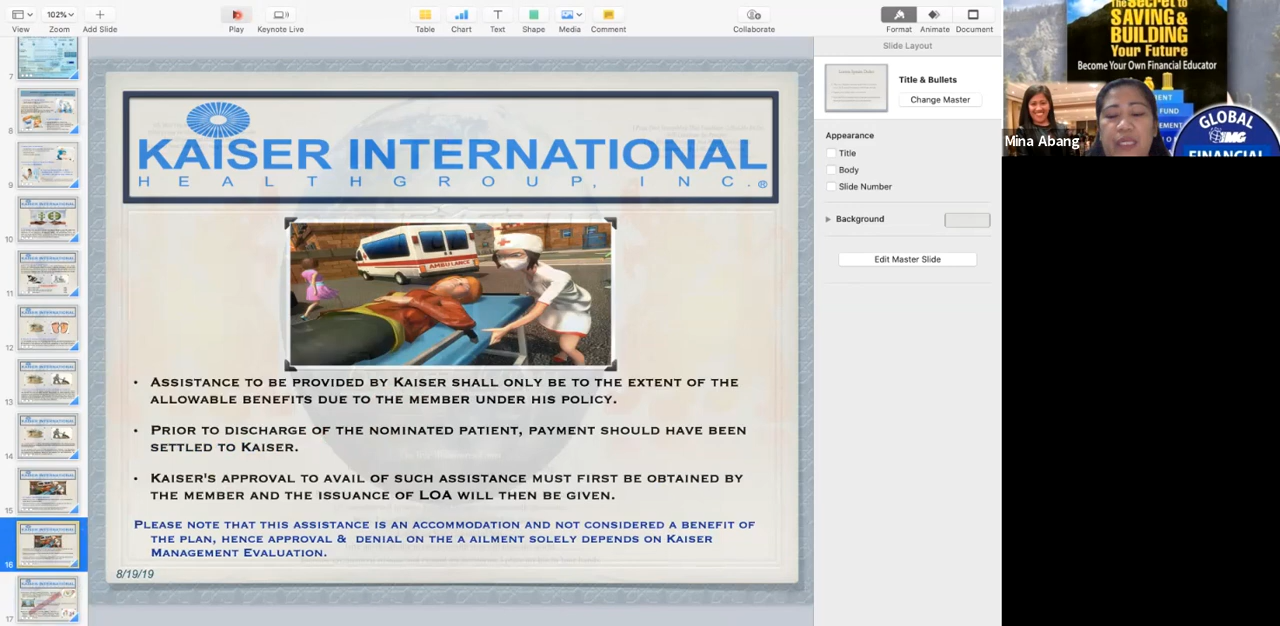 View
102%
Zoom
Add Slide
Play
Keynote Live
Table
Chart
Text
Shape
Media
Comment
Collaborate
Format
Animate
Document
7
8
9
10
11
12
13
14
15
16
17
KAISER INTERNATIONAL
HEALTHGROUP, INC.®
AMBULANCE
• Assistance to be provided by Kaiser shall only be to the extent of the
allowable benefits due to the member under his policy.
• Prior to discharge of the nominated patient, payment should have been
settled to Kaiser.
• Kaiser's approval to avail of such assistance must first be obtained by
the member and the issuance of LOA will then be given.
Please note that this assistance is an accommodation and not considered a benefit of
the plan, hence approval & denial on the a ailment solely depends on Kaiser
Management Evaluation.
8/19/19
Slide Layout
Title & Bullets
Change Master
Appearance
Title
Body
Slide Number
Background
Edit Master Slide
The Secret to
SAVING &
BUILDING
Your Future
Become Your Own Financial Educator
FUND
GLOBAL
IMG
FINANCIAL
Mina Abang